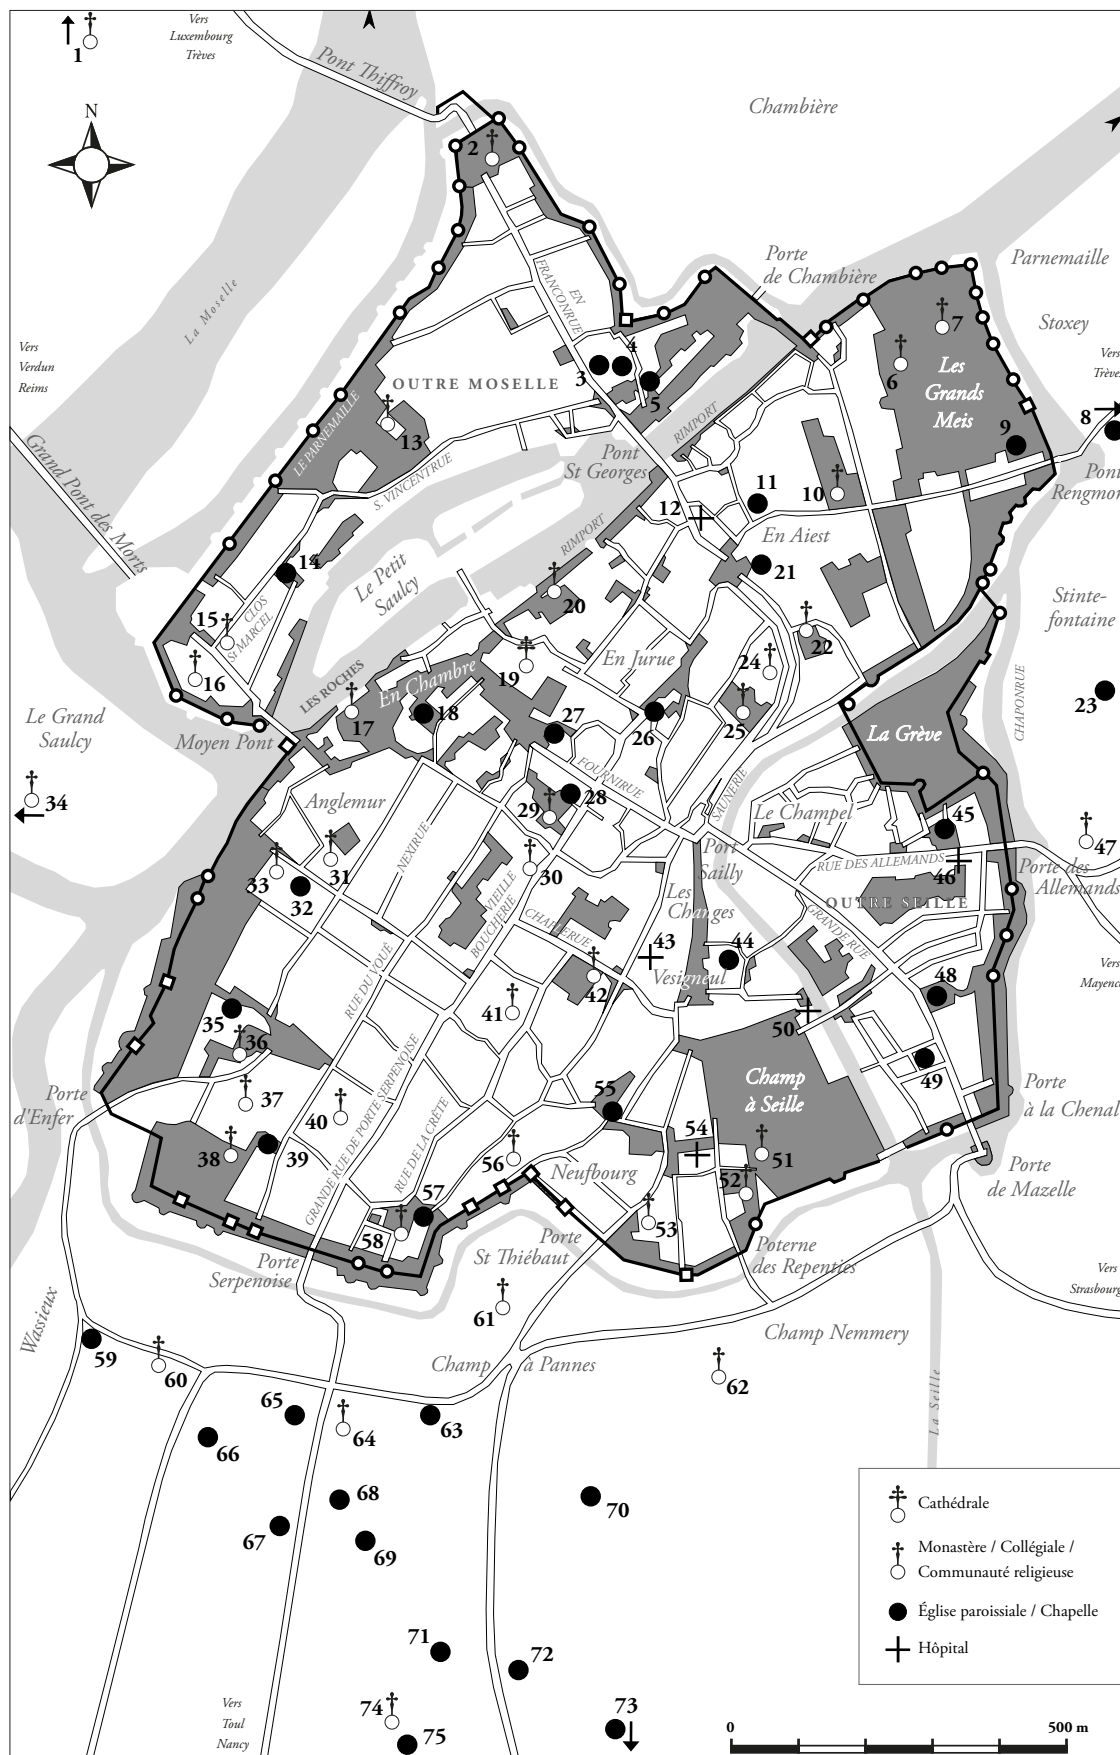 1
Vers
Luxembourg
Trèves
Pont Thiffroy
N
2
Chambière
Porte
de Chambière
Parnemaille
Stoxey
La Moselle
Vers
Verdun
Reims
EN
FRANCONRUE
3
4
5
OUTRE MOSELLE
6
7
Les
Grands
Meis
Vers
Trèves
8
9
Pont
Rengmon
Grand Pont des Morts
LE PARNEMAILLE
13
S. VINCENTRUE
Pont
St Georges
RIMPORT
10
11
12
En Aiest
RIMPORT
Le Petit
Saulcy
14
15
CLOS
St MARCEL
16
20
21
22
Stinte-
fontaine
CHAPONRUE
23
LES ROCHES
En Chambre
17
18
19
En Jurue
24
25
26
27
Le Grand
Saulcy
Moyen Pont
La Grève
34
Anglemur
FOURNIRUE
SAUNERIE
28
29
30
Le Champel
45
46
47
NEXIRUE
31
32
33
VIEILLE
BOUCHERIE
CHAPLERUE
Port
Sailly
Les
Changes
RUE DES ALLEMANDS
OUTRE SEILLE
Porte des
Allemands
GRANDE RUE
RUE DU VOUÉ
41
42
43
44
Vesigneul
48
Vers
Mayence
35
36
37
38
39
40
49
50
Porte
d'Enfer
GRANDE RUE DE PORTE SERPENOISE
RUE DE LA CRÊTE
55
Champ
à Seille
Porte
à la Chenal
54
51
52
53
56
Neufbourg
57
58
Porte
de Mazelle
Porte
Serpenoise
Porte
St Thiébaut
Poterne
des Repenties
Vers
Strasbourg
Wassieux
59
60
61
62
Champ à Pannes
Champ Nemmery
La Seille
63
64
65
66
67
68
69
70
71
72
73
74
75
Vers
Toul
Nancy
Cathédrale
Monastère / Collégiale /
Communauté religieuse
Église paroissiale / Chapelle
Hôpital
0 500 m